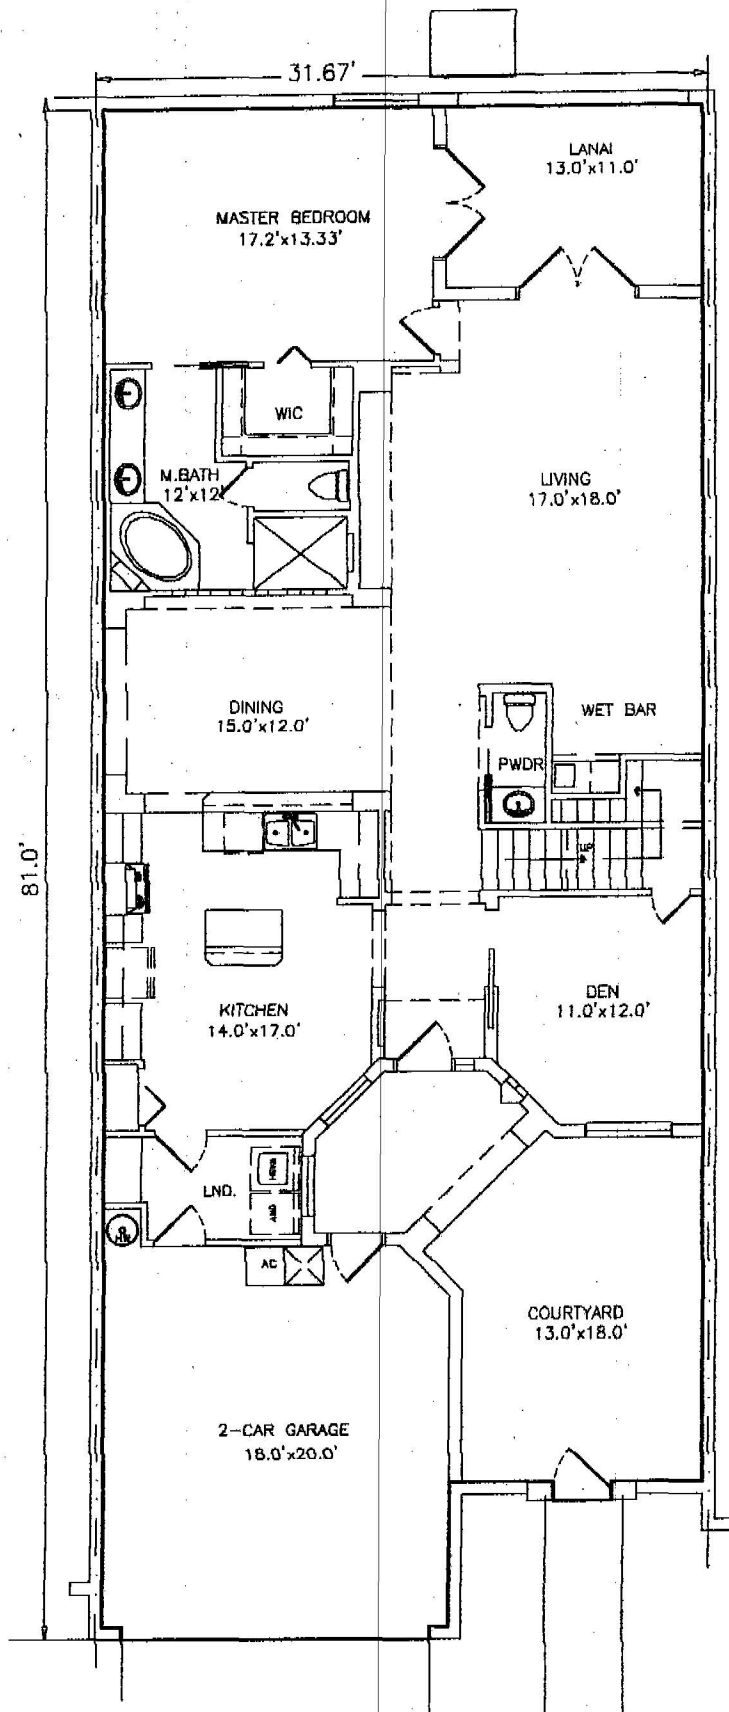 31.67'
LANAI
13.0'x11.0'
MASTER BEDROOM
17.2'x13.33'
WIC
M.BATH
12'x12'
LIVING
17.0'x18.0'
DINING
15.0'x12.0'
WET BAR
PWDR
UP
81.0'
DEN
11.0'x12.0'
KITCHEN
14.0'x17.0'
LND.
AC
COURTYARD
13.0'x18.0'
2-CAR GARAGE
18.0'x20.0'